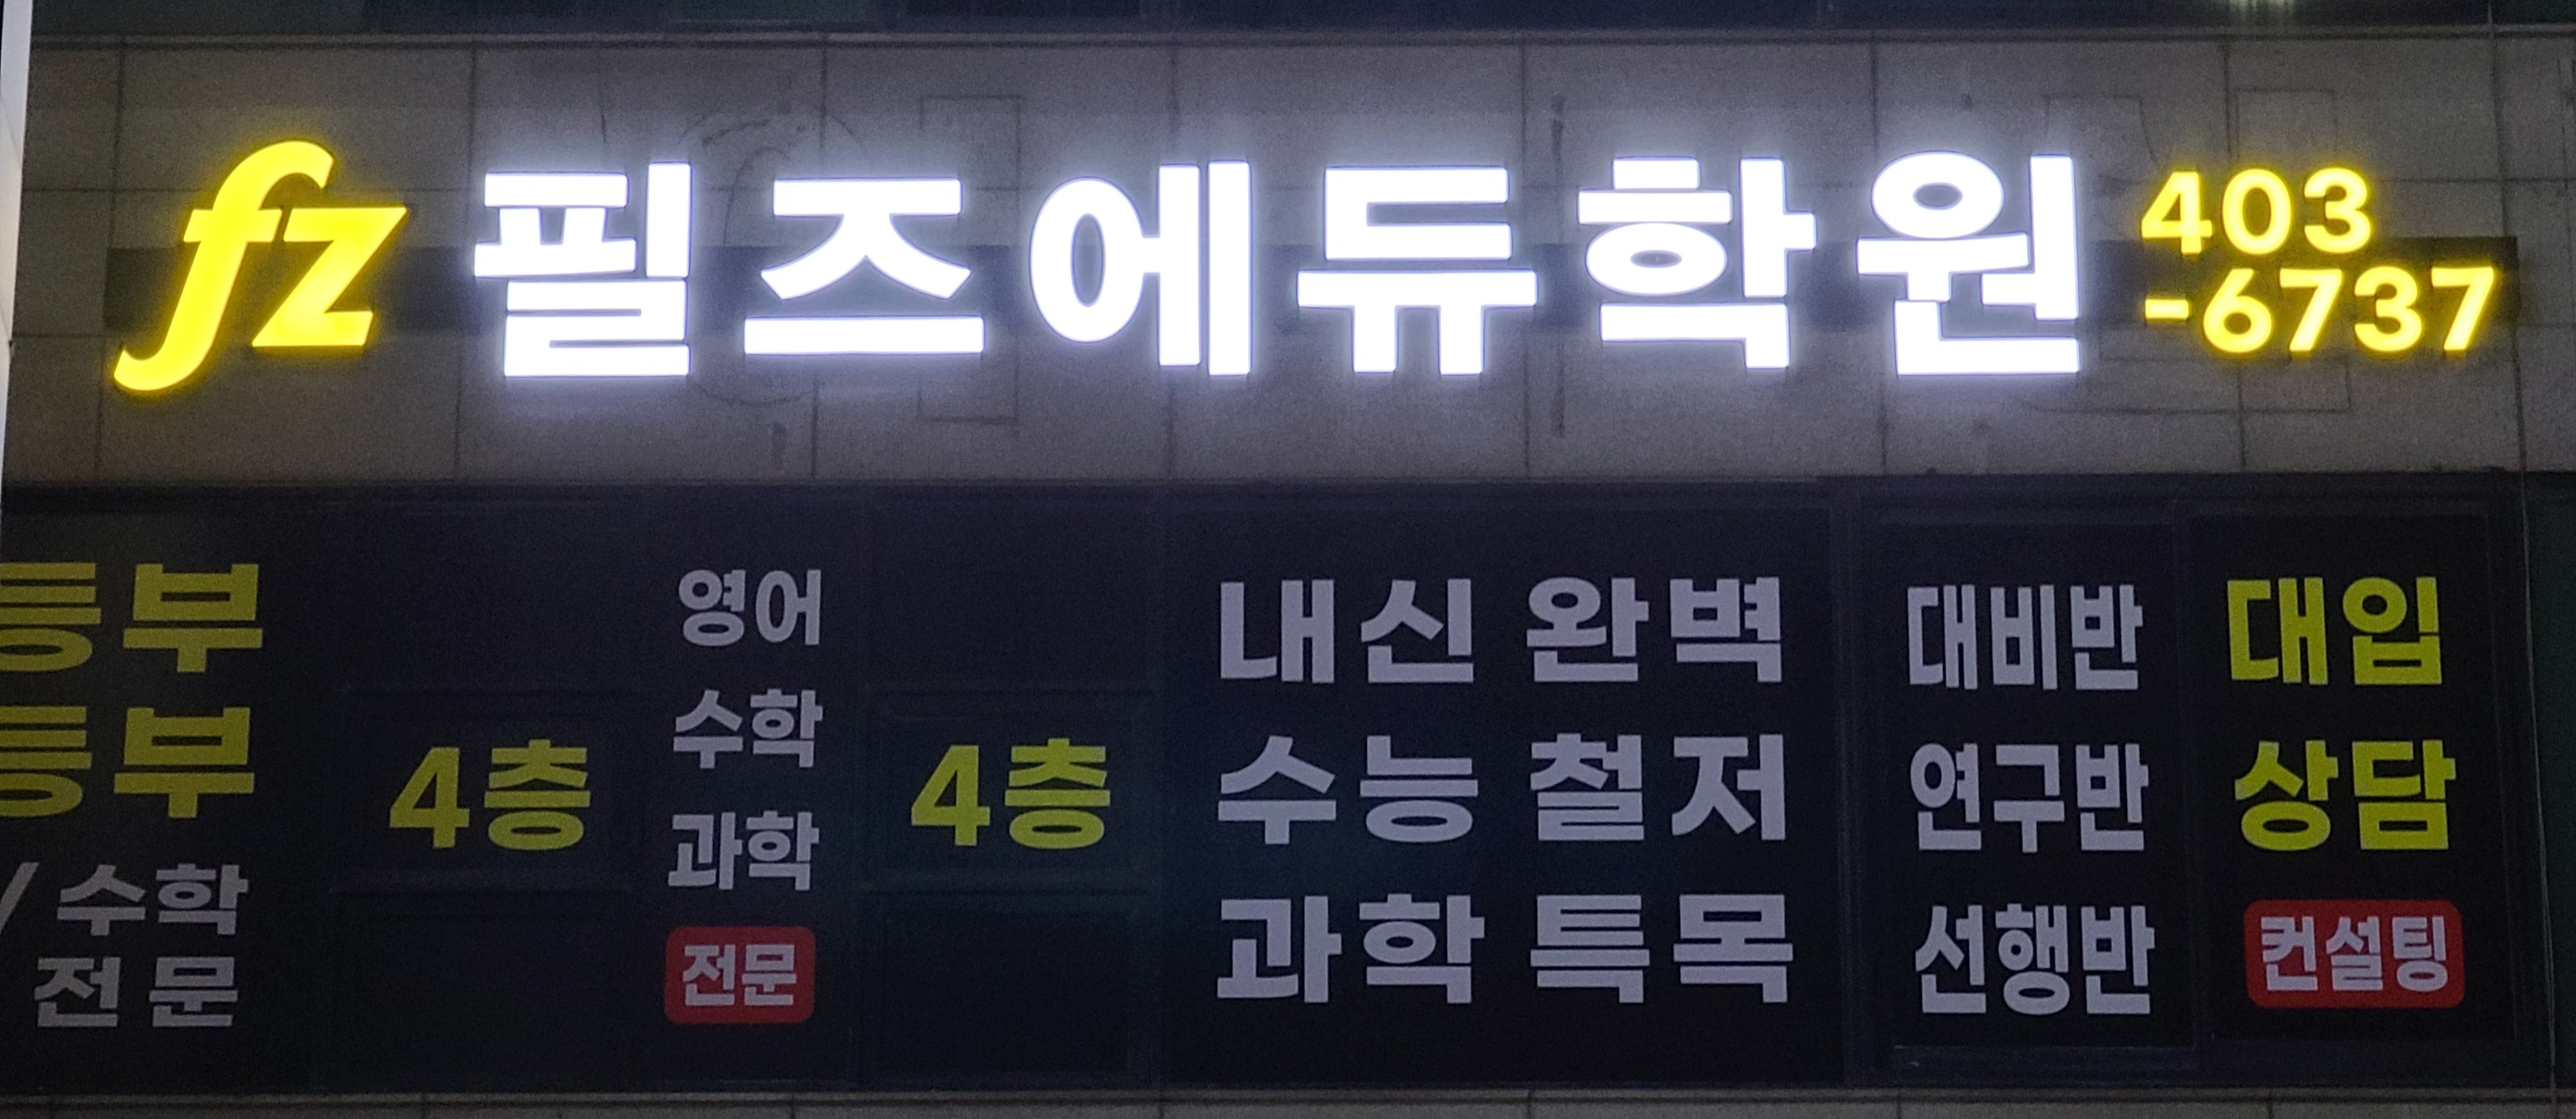 fz 필즈에듀학원 403
-6737
등부
등부
/ 수학
전문
4층
영어
수학
과학
전문
4층
내신 완벽
수능 철저
과학 특목
대비반
연구반
선행반
대입
상담
컨설팅